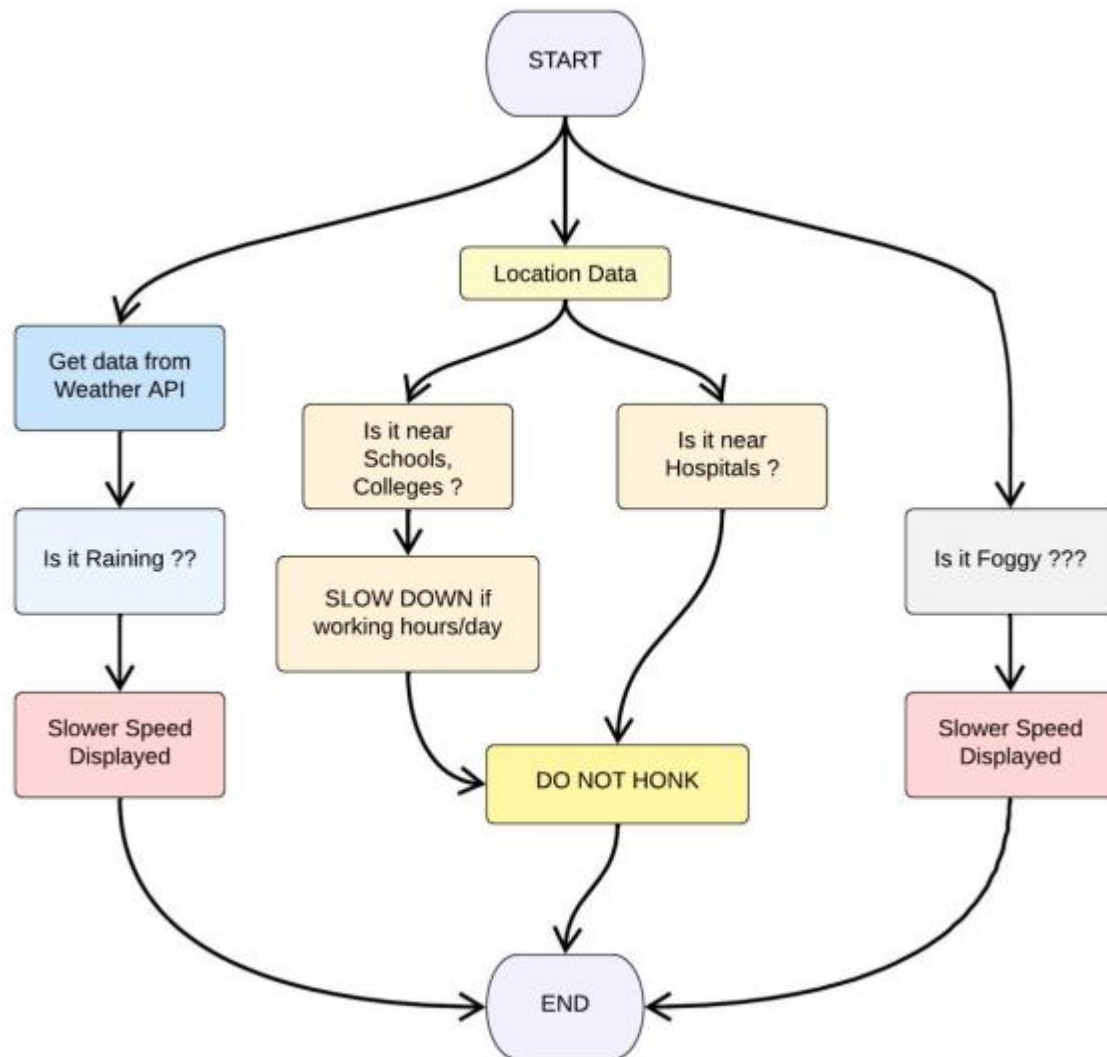 START
Location Data
Get data from
Weather API
Is it near
Schools,
Colleges ?
Is it near
Hospitals ?
Is it Raining ??
Is it Foggy ???
SLOW DOWN if
working hours/day
Slower Speed
Displayed
DO NOT HONK
Slower Speed
Displayed
END